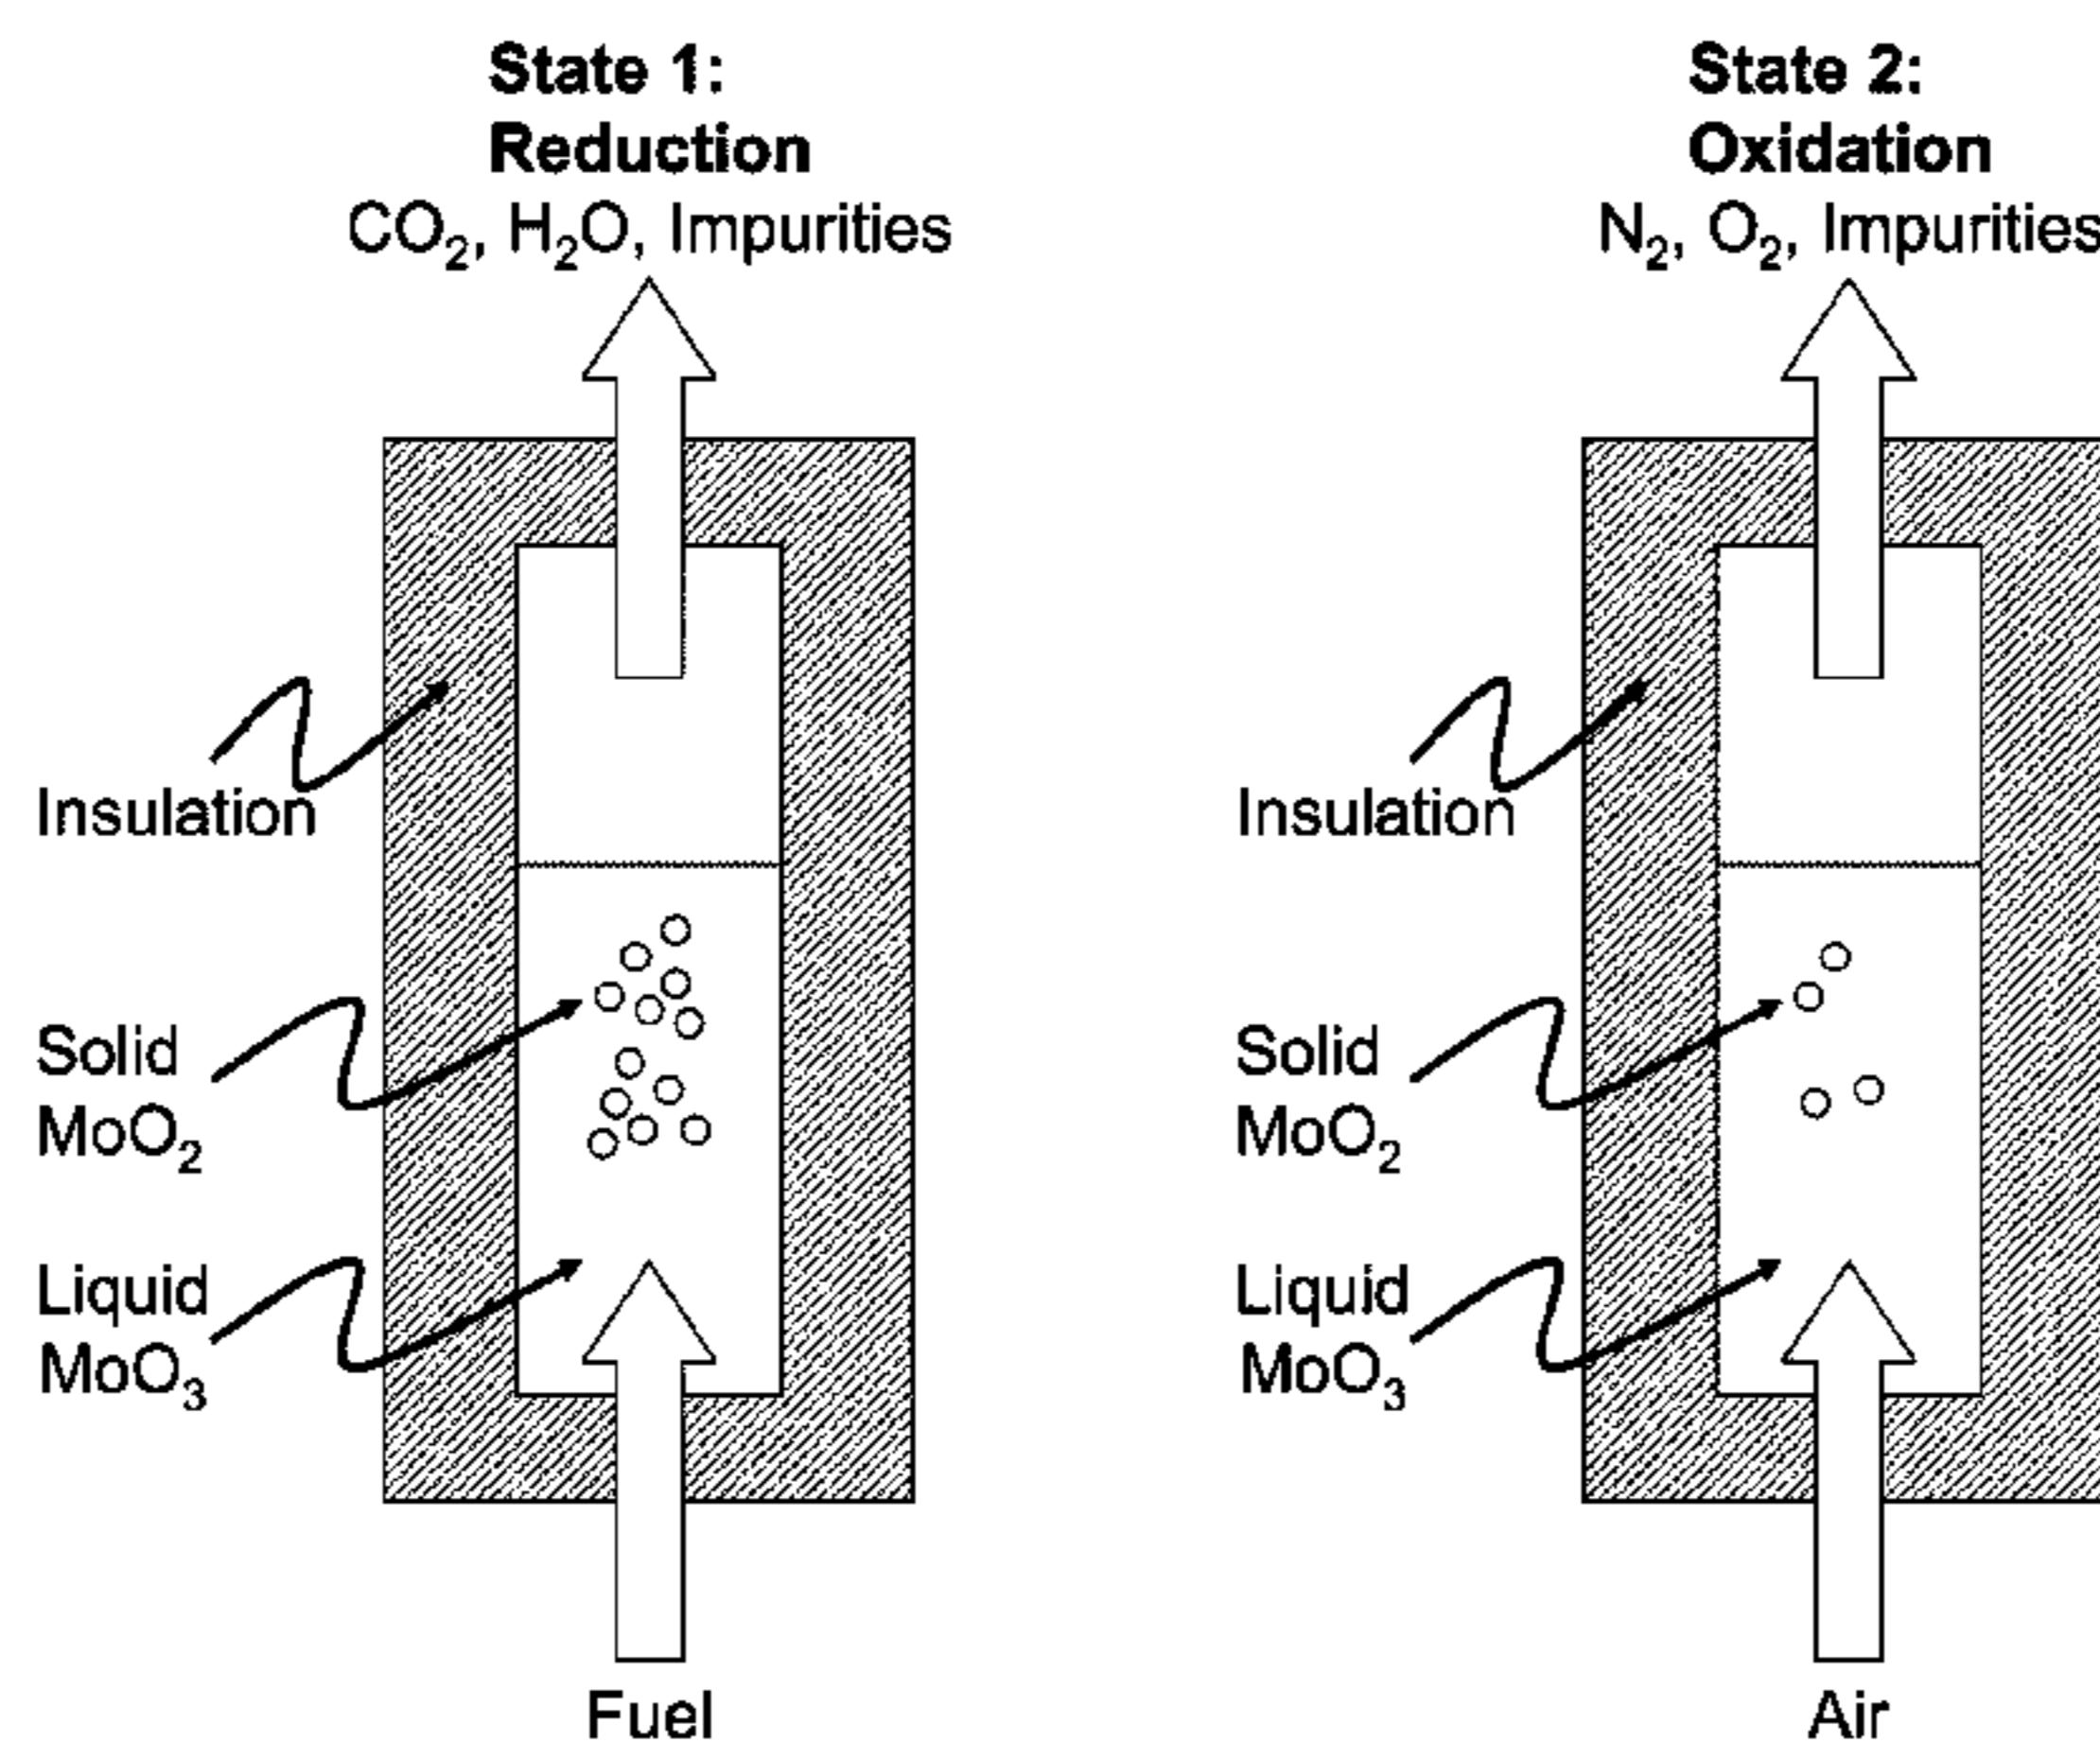 State 1:
Reduction
CO₂, H₂O, Impurities
Insulation
Solid
MoO₂
Liquid
MoO₃
Fuel
State 2:
Oxidation
N₂, O₂, Impurities
Insulation
Solid
MoO₂
Liquid
MoO₃
Air